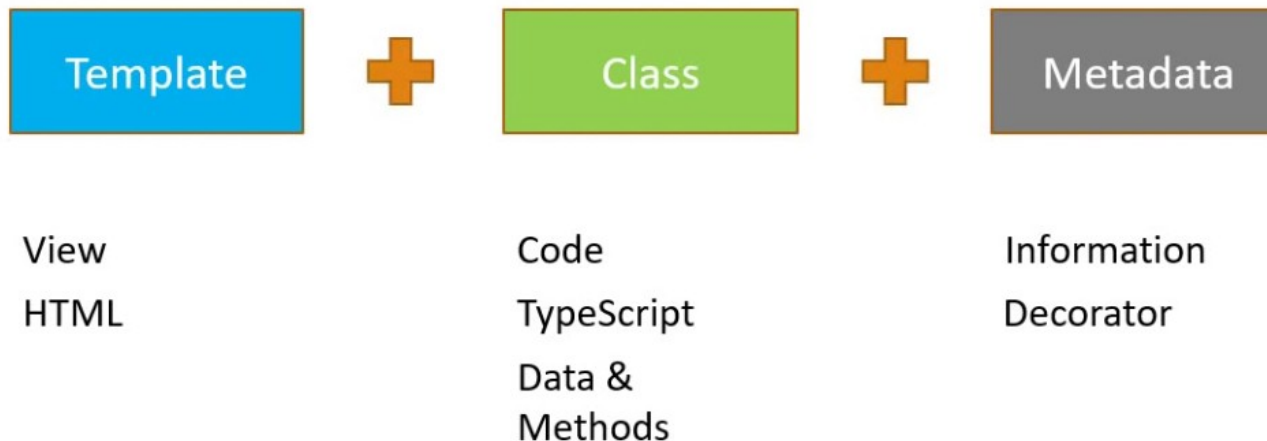 Template
Class
Metadata
View
HTML
Code
TypeScript
Data &
Methods
Information
Decorator